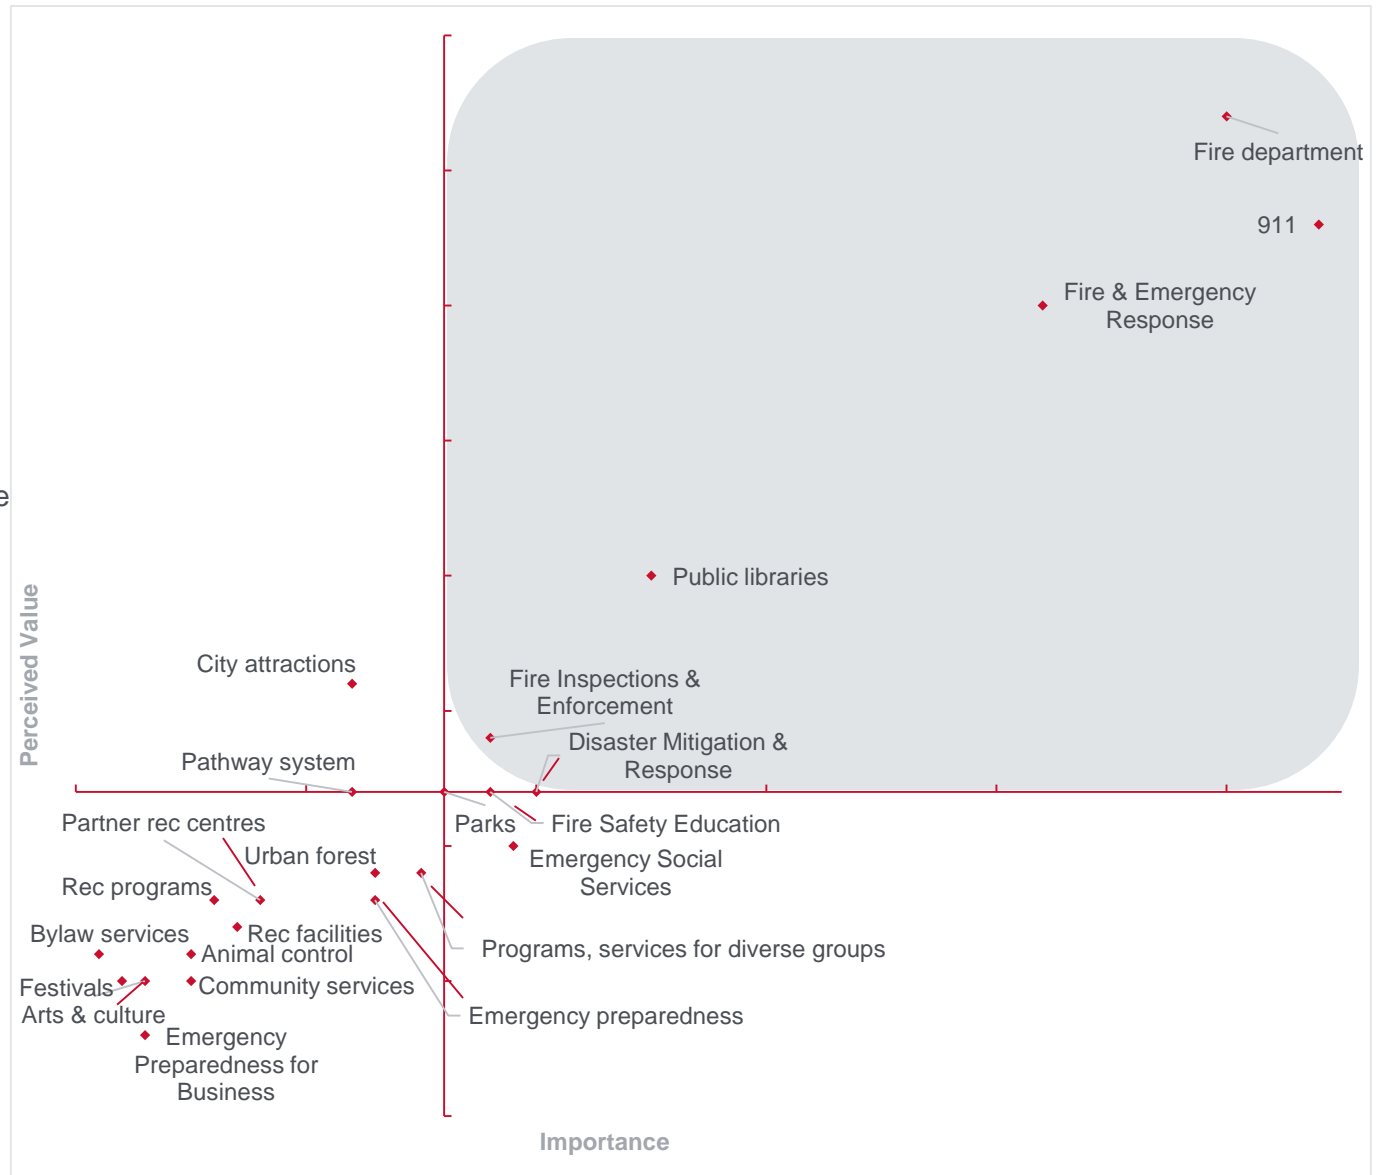 Fire department
911
Fire & Emergency
Response
e
Public libraries
Perceived Value
City attractions
Fire Inspections &
Enforcement
Disaster Mitigation &
Response
Pathway system
Partner rec centres
Parks
Fire Safety Education
Urban forest
Emergency Social
Services
Rec programs
Bylaw services
Rec facilities
Animal control
Programs, services for diverse groups
Festivals
Community services
Arts & culture
Emergency preparedness
Emergency
Preparedness for
Business
Importance